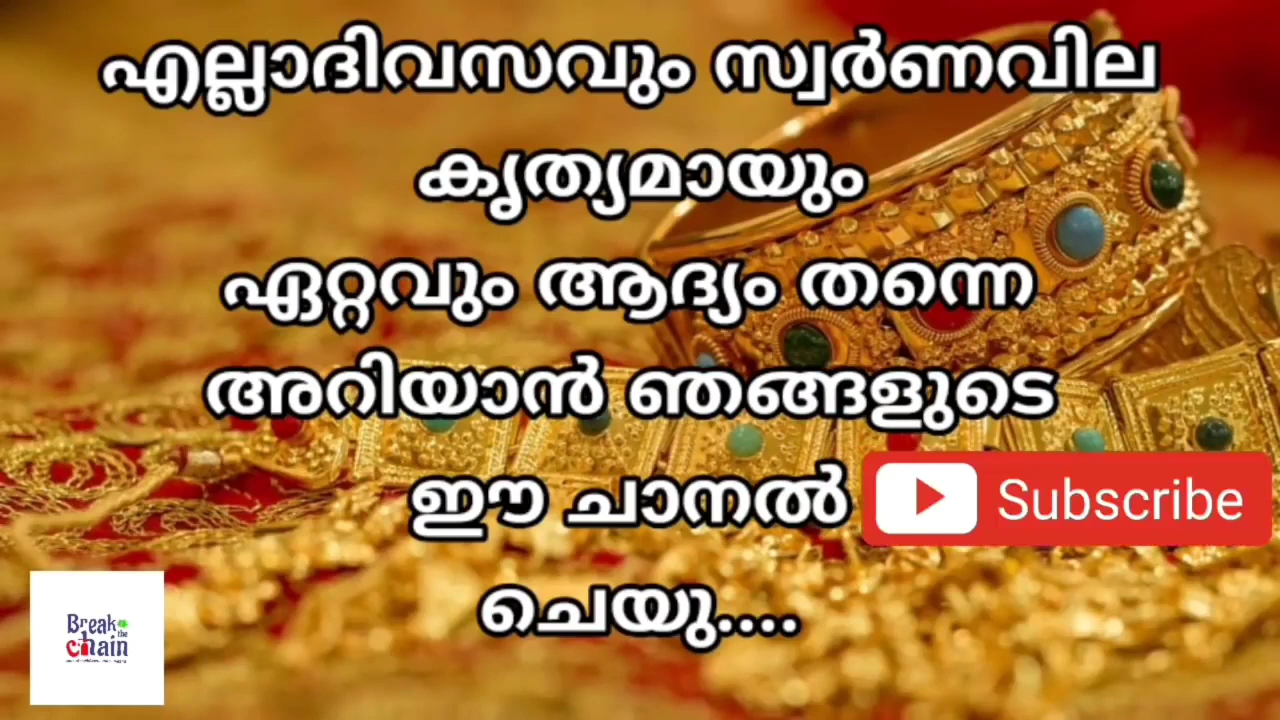 എല്ലാദിവസവും സ്വർണവില
കൃത്യമായും
ഏറ്റവും ആദ്യം തന്നെ
അറിയാൻ ഞങ്ങളുടെ
ഈ ചാനൽ Subscribe
ചെയു....
Break
the
chain